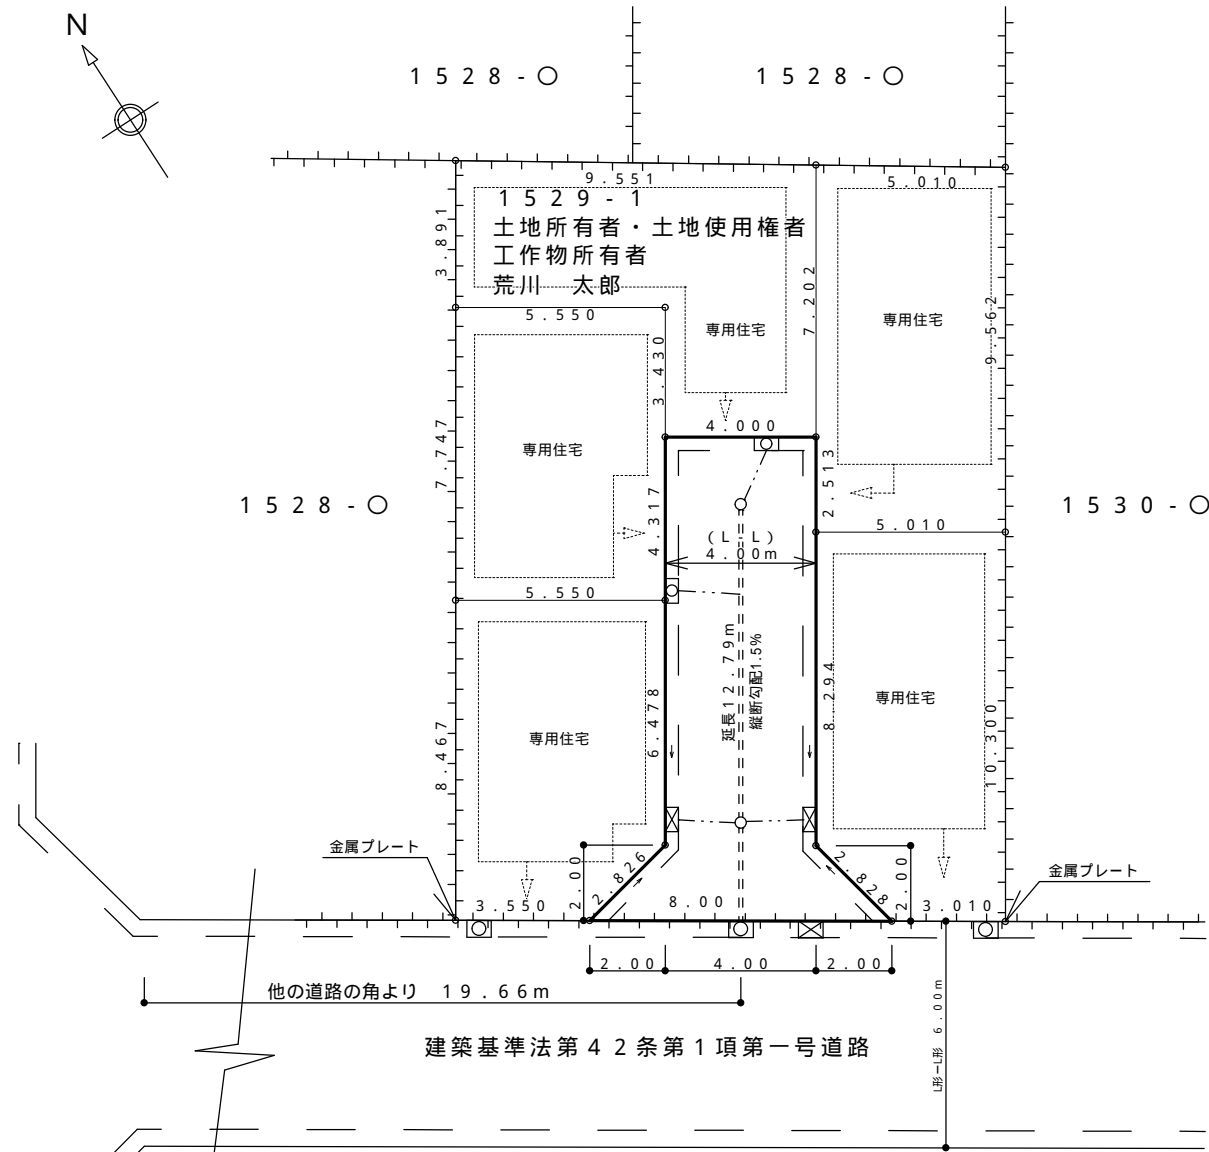 N
1528-〇
1528-〇
9.551
5.010
1529-1
土地所有者・土地使用権者
工作物所有者
荒川　太郎
3.891
7.202
9.562
専用住宅
専用住宅
5.550
3.430
4.000
専用住宅
7.747
4.317
2.513
1528-〇
1530-〇
(L-L)
4.00m
5.010
5.550
延長12.79m
縦断勾配1.5%
8.294
専用住宅
10.300
6.478
専用住宅
8.467
金属プレート
金属プレート
2.00
2.826
2.828
2.00
3.550
8.00
3.010
2.00
4.00
2.00
他の道路の角より　19.66m
L形ーL形　6.00m
建築基準法第42条第1項第一号道路